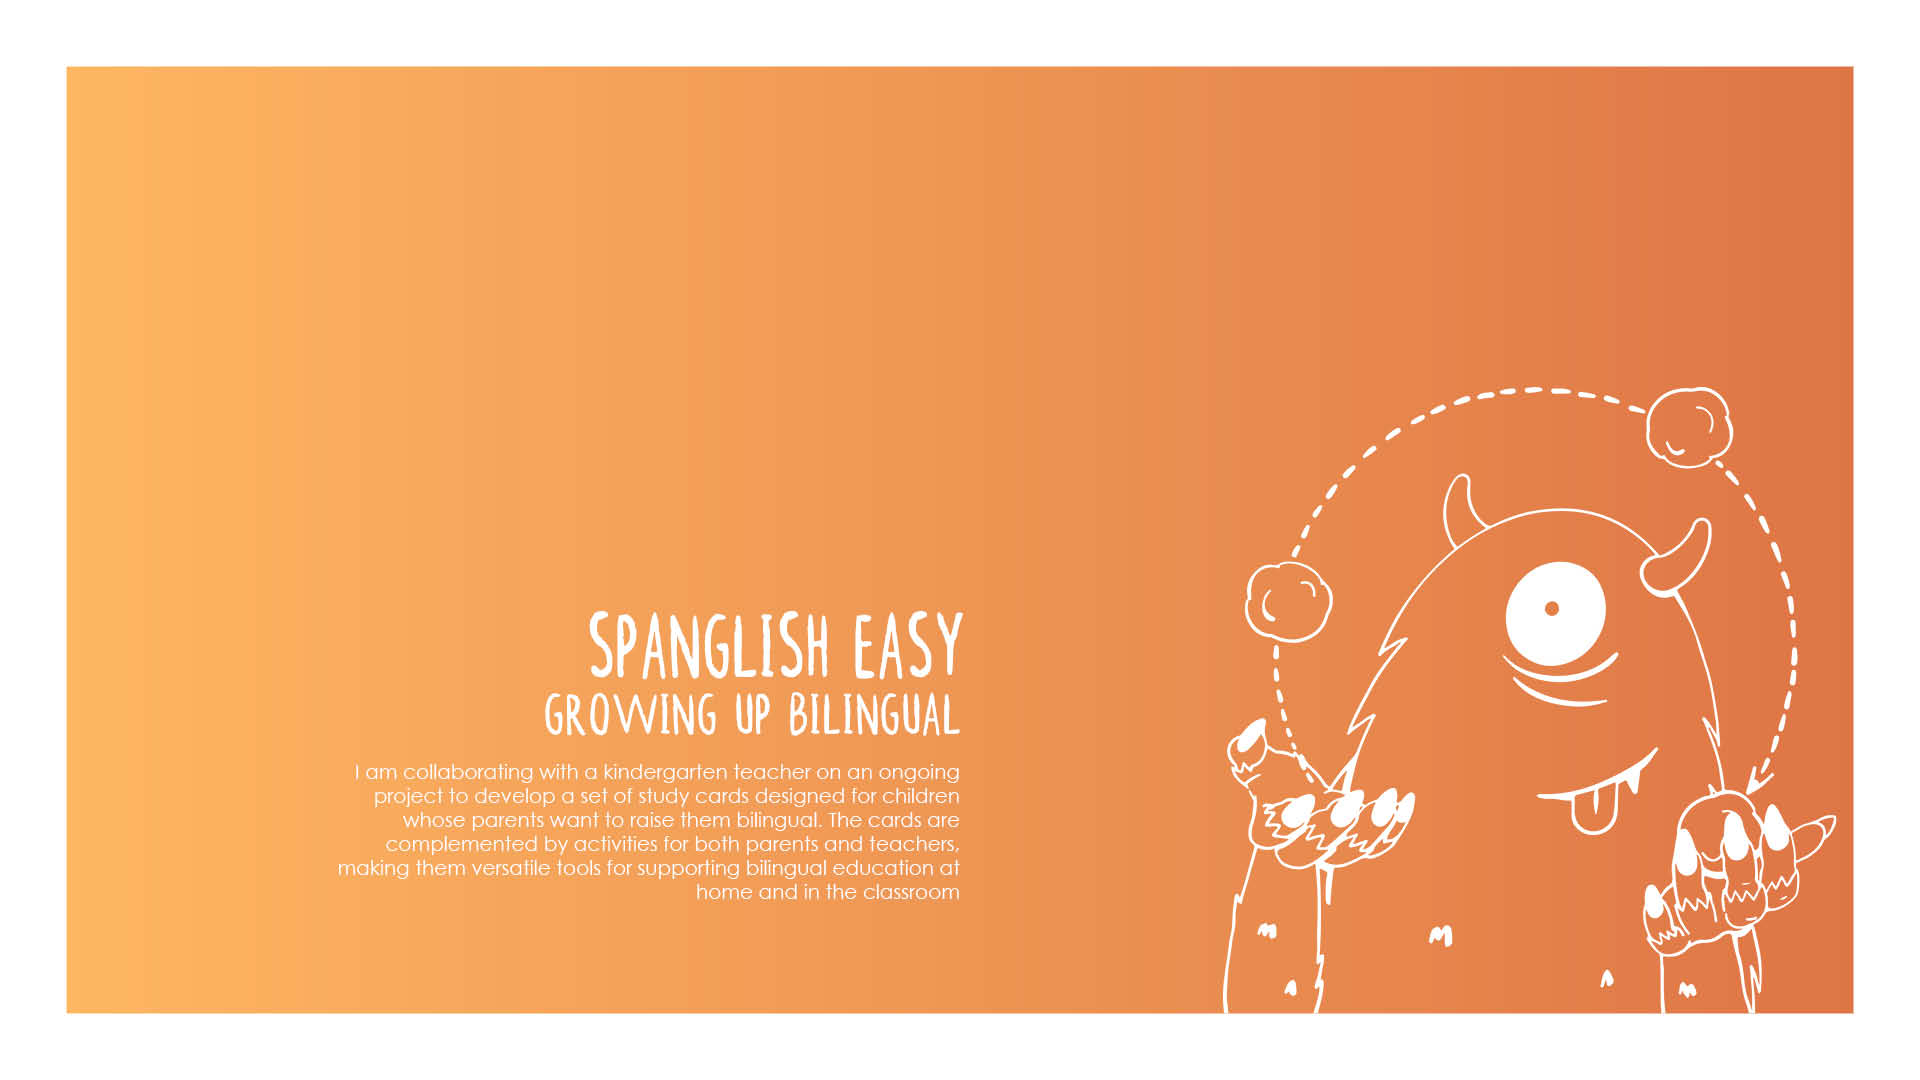 SPANGLISH EASY
GROWING UP BILINGUAL
I am collaborating with a kindergarten teacher on an ongoing
project to develop a set of study cards designed for children
whose parents want to raise them bilingual. The cards are
complemented by activities for both parents and teachers,
making them versatile tools for supporting bilingual education at
home and in the classroom